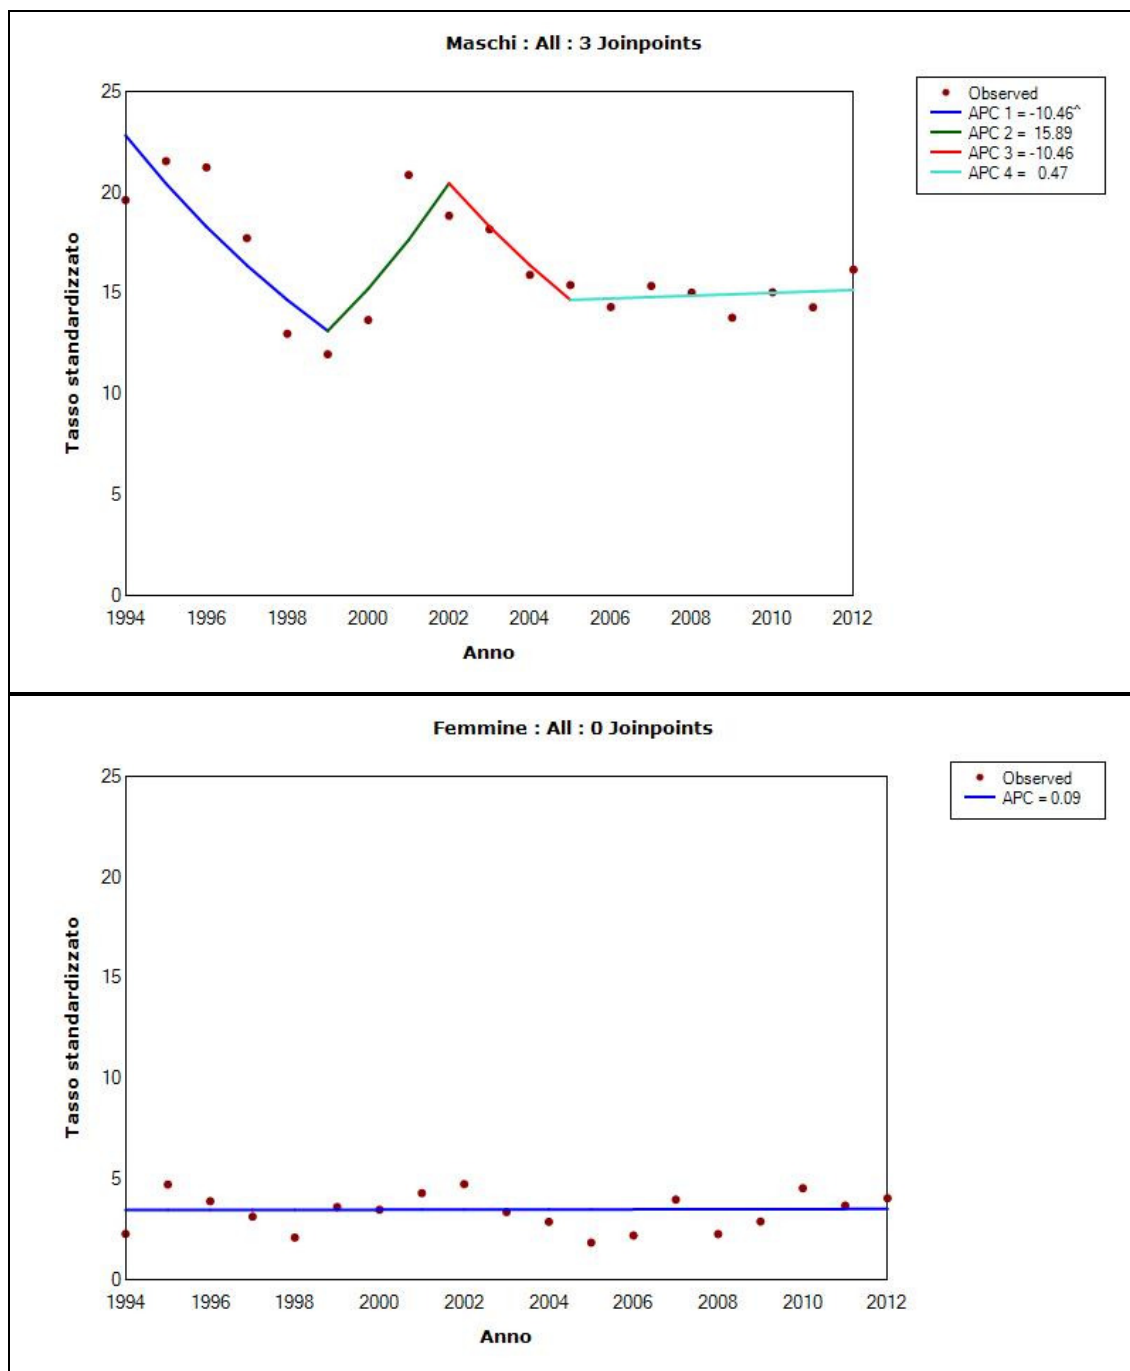 Maschi : All : 3 Joinpoints
25
20
15
10
5
0
Tasso standardizzato
1994 1996 1998 2000 2002 2004 2006 2008 2010 2012
Anno
Observed
APC 1 = -10.46^
APC 2 = 15.89
APC 3 = -10.46
APC 4 = 0.47
Femmine : All : 0 Joinpoints
25
20
15
10
5
0
Tasso standardizzato
1994 1996 1998 2000 2002 2004 2006 2008 2010 2012
Anno
Observed
APC = 0.09